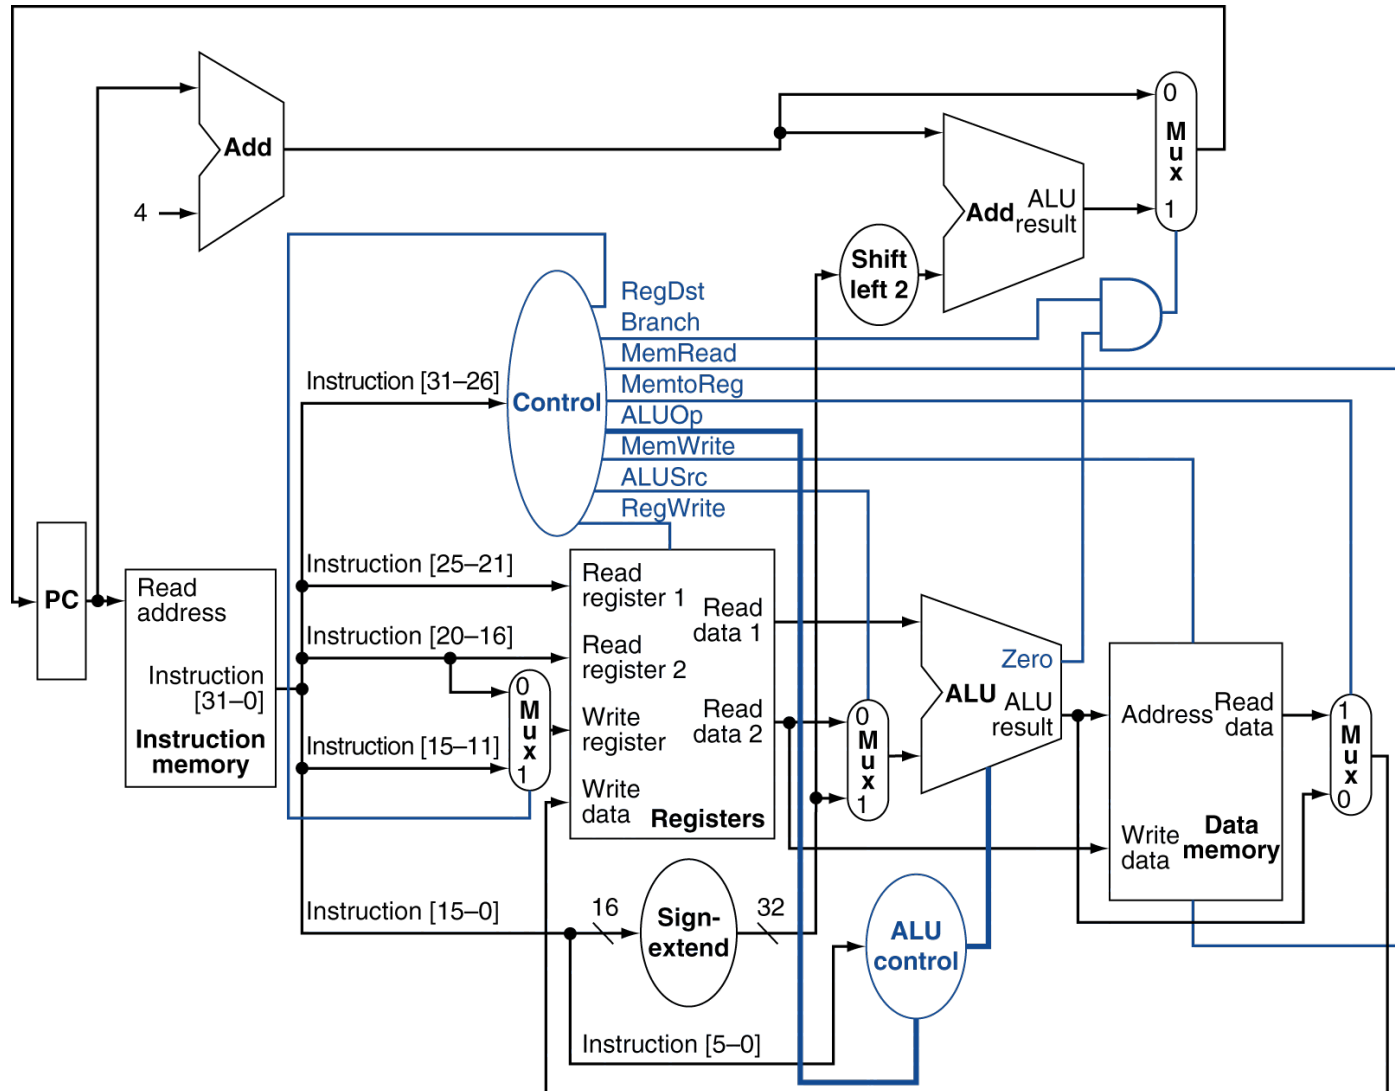 0
M
u
x
1
Add
4
Add
ALU
result
Shift
left 2
RegDst
Branch
MemRead
MemtoReg
ALUOp
MemWrite
ALUSrc
RegWrite
Control
Instruction [31–26]
Instruction [25–21]
Instruction [20–16]
Instruction [15–11]
Instruction [15–0]
Instruction [5–0]
PC
Read
address
Instruction
[31–0]
Instruction
memory
0
M
u
x
1
Read
register 1
Read
register 2
Write
register
Write
data
Read
data 1
Read
data 2
Registers
0
M
u
x
1
Zero
ALU
ALU
result
Address
Read
data
Write
data
Data
memory
1
M
u
x
0
16
Sign-
extend
32
ALU
control